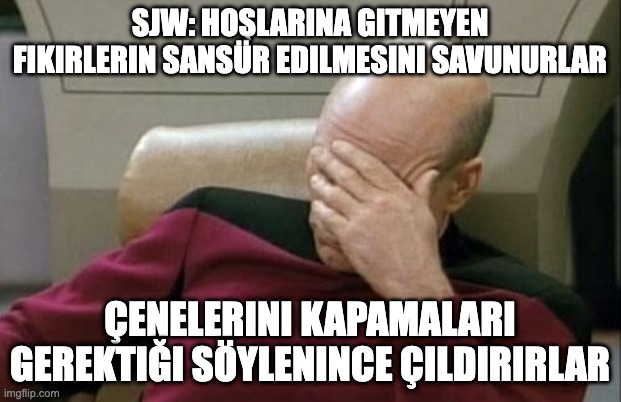 SJW: HOŞLARINA GITMEYEN
FIKIRLERIN SANSÜR EDILMESINI SAVUNURLAR
ÇENELERINI KAPAMALARI
GEREKTIĞI SÖYLENINCE ÇILDIRIRLAR
imgflip.com